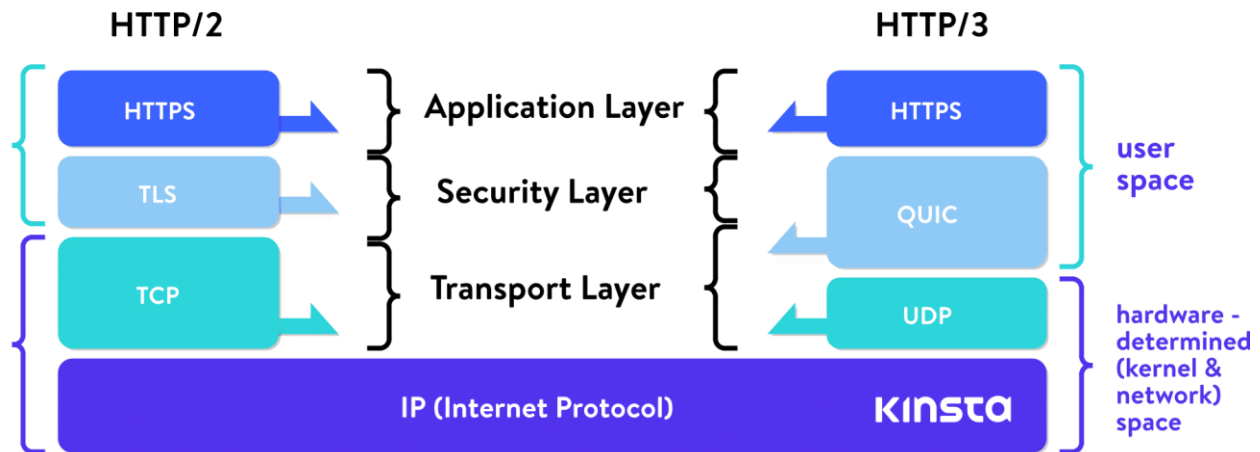 HTTP/2
HTTP/3
HTTPS
Application Layer
HTTPS
user
space
TLS
Security Layer
QUIC
TCP
Transport Layer
UDP
hardware -
determined
(kernel &
network)
space
IP (Internet Protocol)
KINSTA